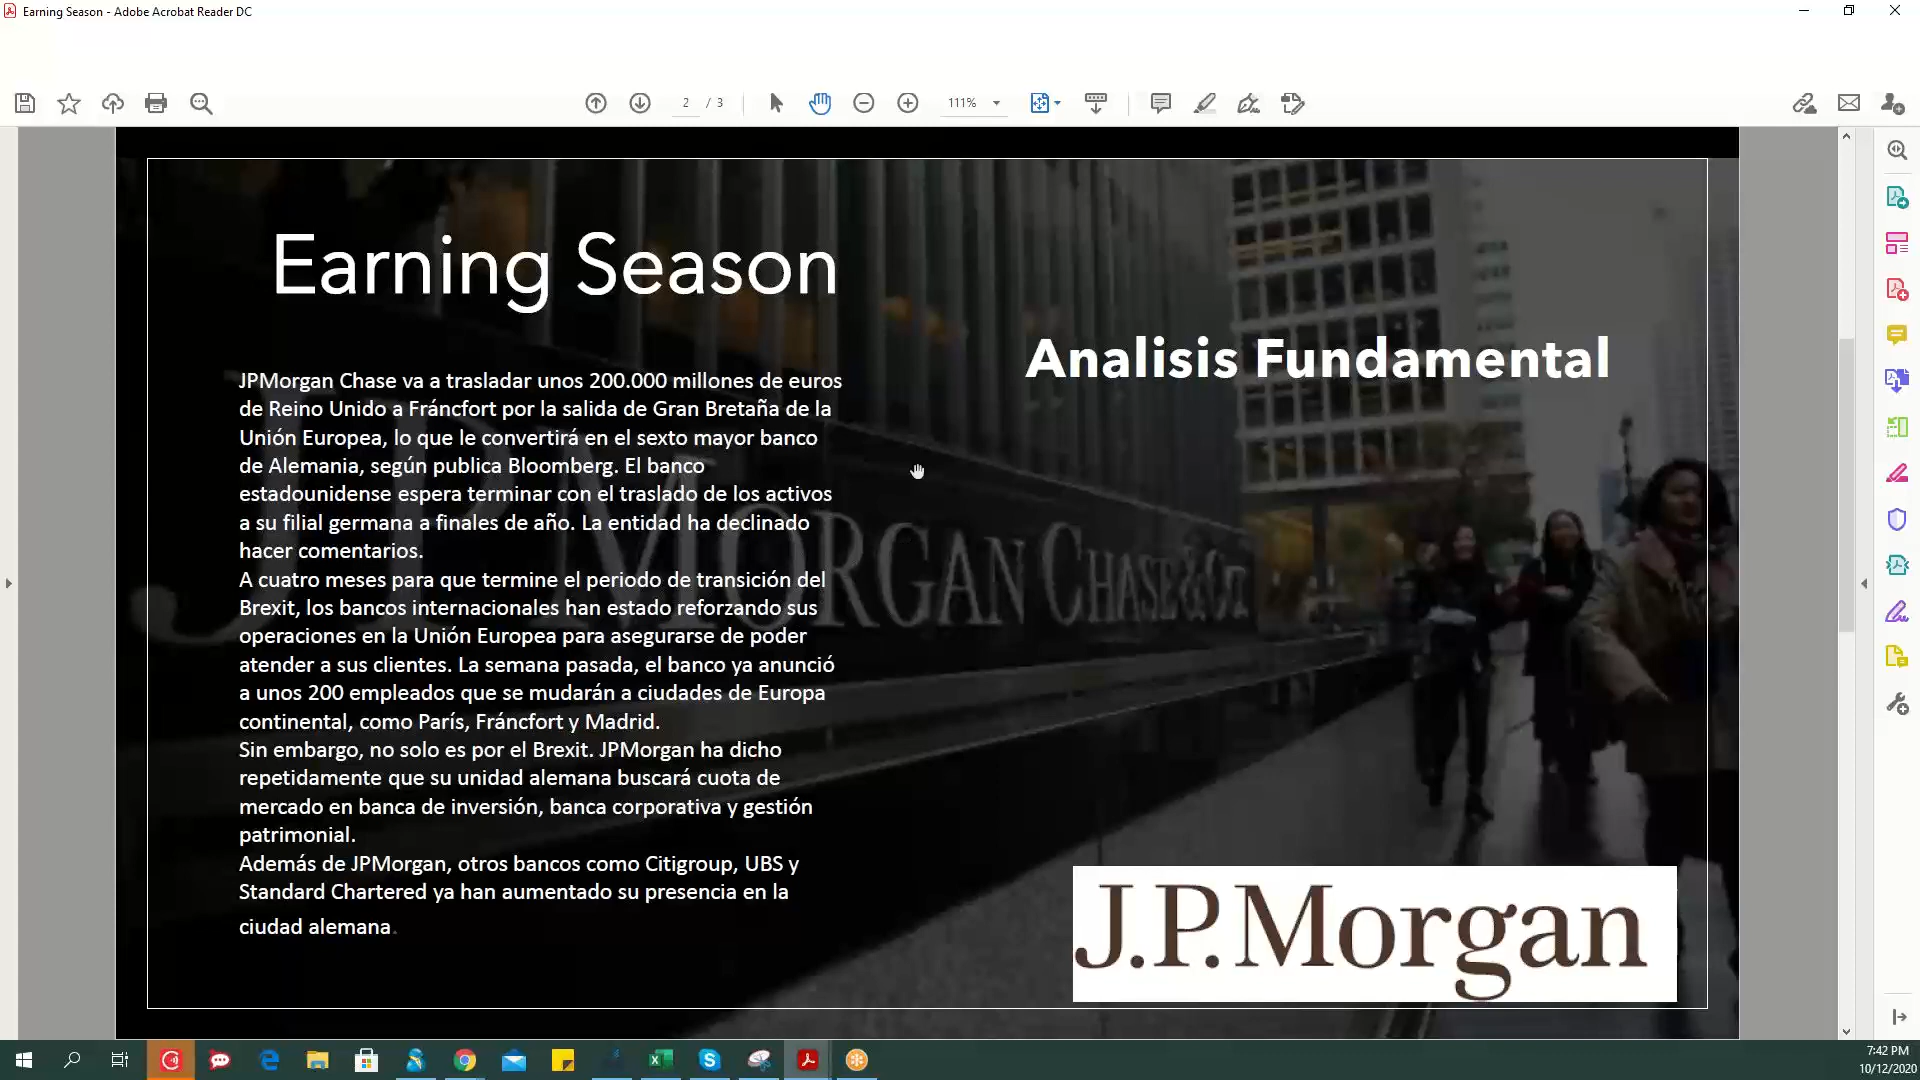 Earning Season - Adobe Acrobat Reader DC
2 / 3
111%
Earning Season
Analisis Fundamental
JPMorgan Chase va a trasladar unos 200.000 millones de euros
de Reino Unido a Fráncfort por la salida de Gran Bretaña de la
Unión Europea, lo que le convertirá en el sexto mayor banco
de Alemania, según publica Bloomberg. El banco
estadounidense espera terminar con el traslado de los activos
a su filial germana a finales de año. La entidad ha declinado
hacer comentarios.
A cuatro meses para que termine el periodo de transición del
Brexit, los bancos internacionales han estado reforzando sus
operaciones en la Unión Europea para asegurarse de poder
atender a sus clientes. La semana pasada, el banco ya anunció
a unos 200 empleados que se mudarán a ciudades de Europa
continental, como París, Fráncfort y Madrid.
Sin embargo, no solo es por el Brexit. JPMorgan ha dicho
repetidamente que su unidad alemana buscará cuota de
mercado en banca de inversión, banca corporativa y gestión
patrimonial.
Además de JPMorgan, otros bancos como Citigroup, UBS y
Standard Chartered ya han aumentado su presencia en la
ciudad alemana.
JPMORGAN CHASE & CO.
J.P.Morgan
7:42 PM
10/12/2020